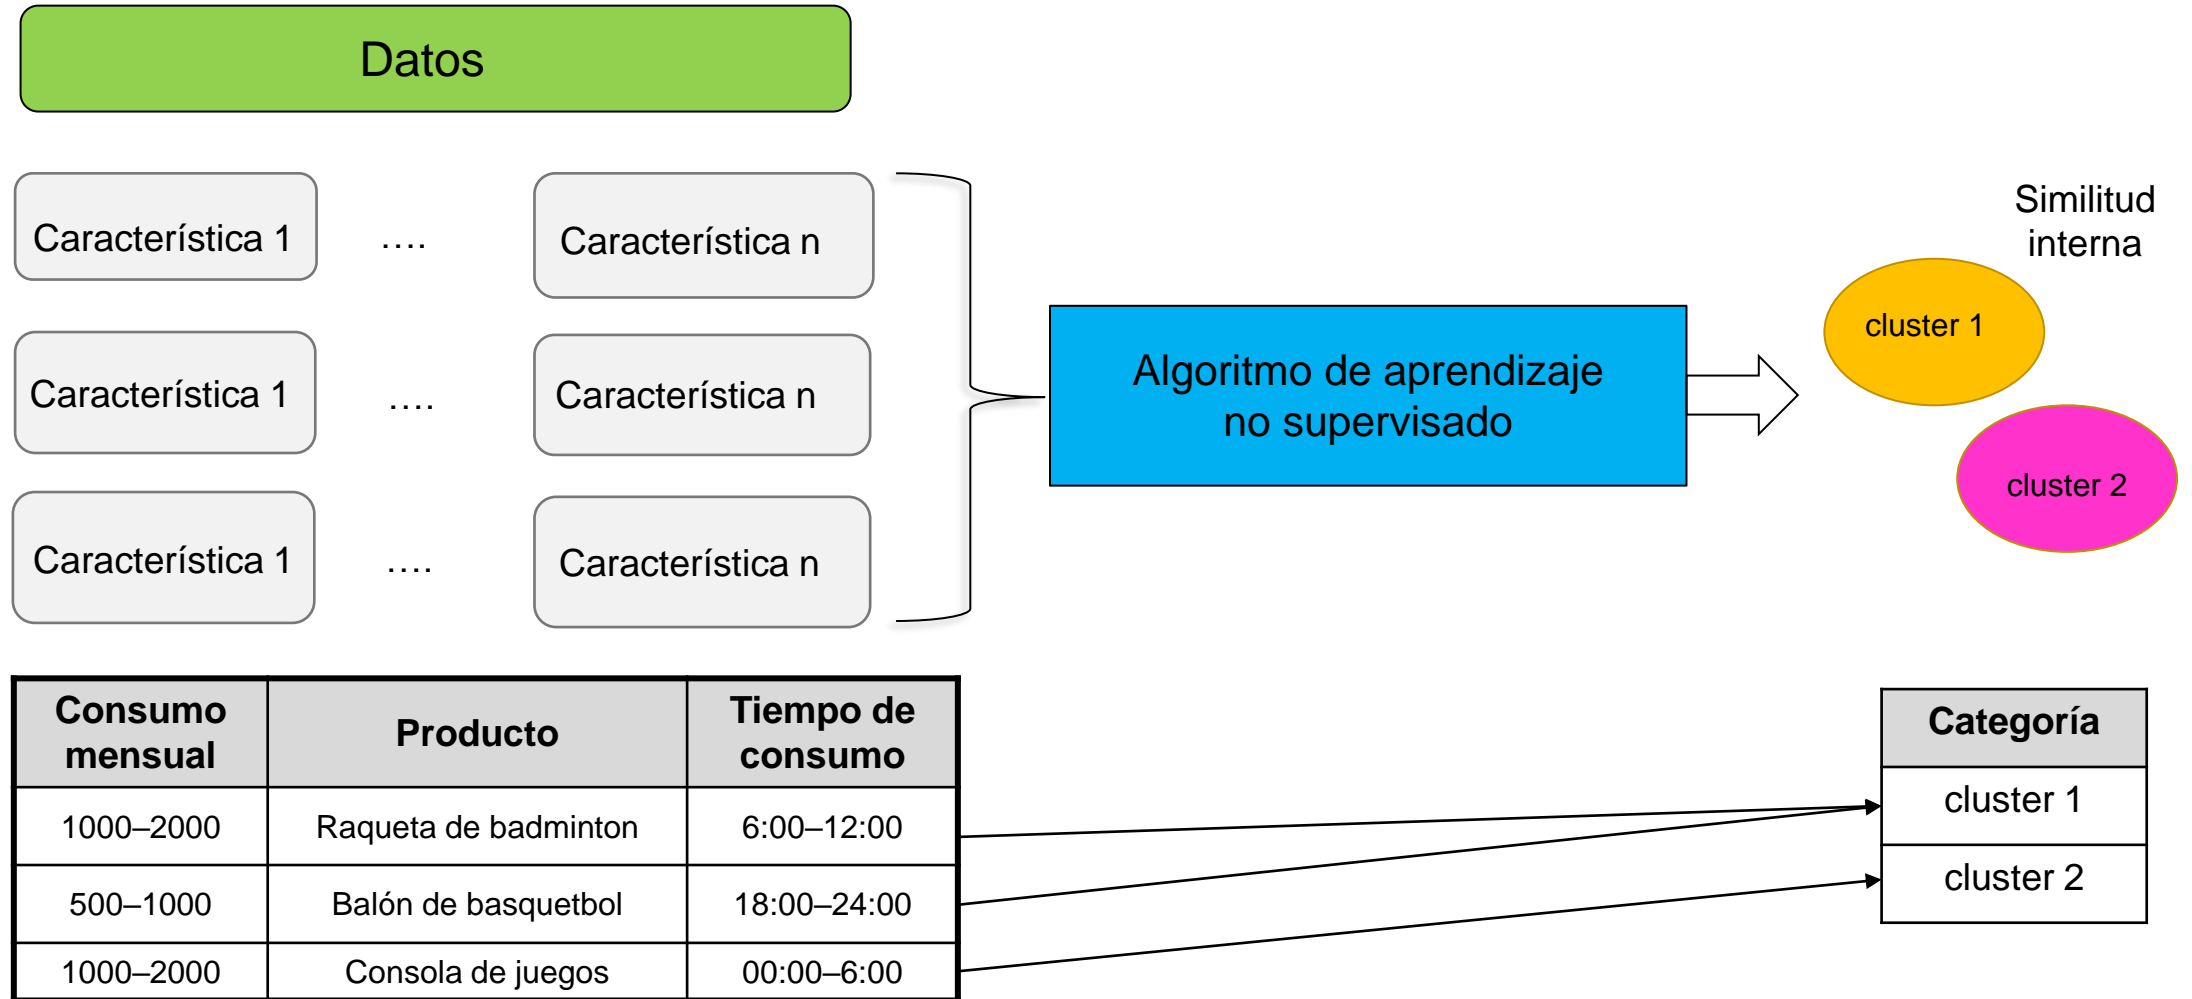 Datos
Característica 1 …. Característica n
Característica 1 …. Característica n
Característica 1 …. Característica n
Algoritmo de aprendizaje
no supervisado
Similitud
interna
cluster 1
cluster 2
Consumo
mensual
Producto
Tiempo de
consumo
1000–2000 Raqueta de badminton 6:00–12:00
500–1000 Balón de basquetbol 18:00–24:00
1000–2000 Consola de juegos 00:00–6:00
Categoría
cluster 1
cluster 2